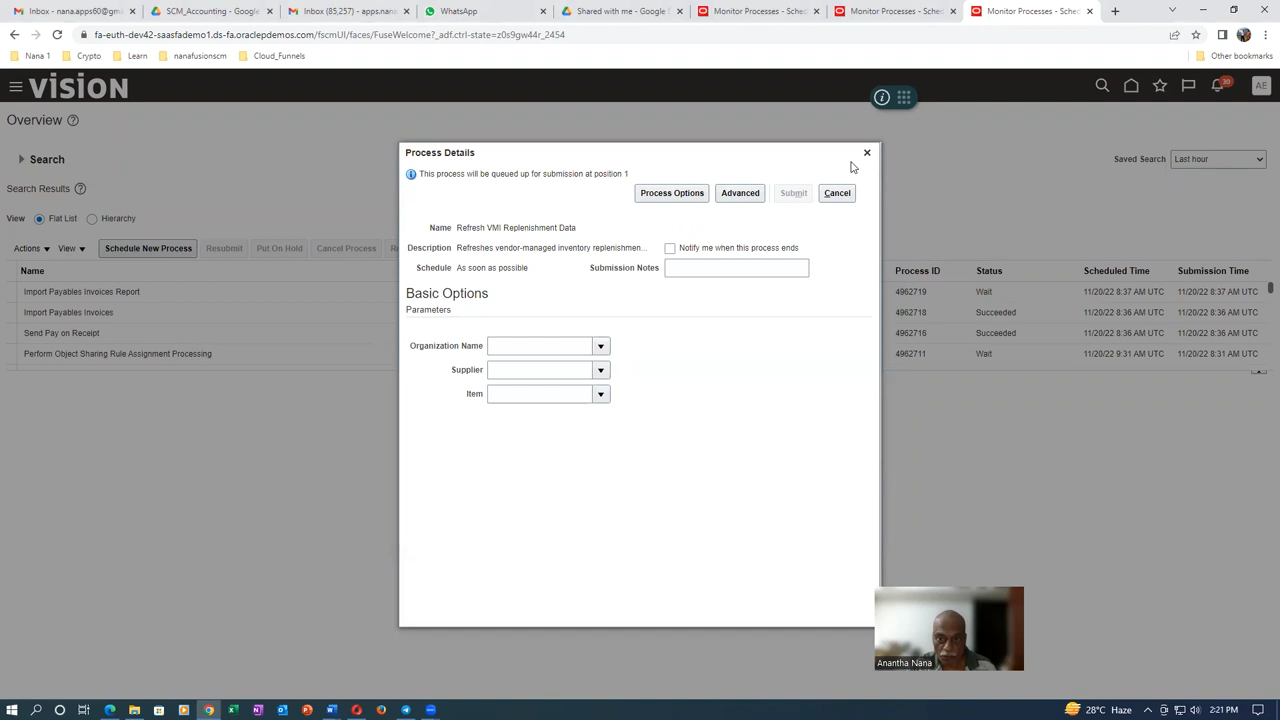 Inbox - nana.apps60@gm
SCM_Accounting - Google
Inbox (85,257) - apps.nano
WhatsApp
Shared with me - Google
Monitor Processes - Sche
Monitor Processes - Sche
Monitor Processes - Sche
fa-euth-dev42-saasfademo1.ds-fa.oraclepdemos.com/fscmUI/faces/FuseWelcome?_adf.ctrl-state=z0s9gw44r_2454
Nana 1
Crypto
Learn
nanafusionscm
Cloud_Funnels
Other bookmarks
VISION
30
AE
Overview
Search
Saved Search Last hour
Search Results
View Flat List Hierarchy
Actions View Schedule New Process Resubmit Put On Hold Cancel Process
Name Process ID Status Scheduled Time Submission Time
Import Payables Invoices Report 4962719 Wait 11/20/22 8:37 AM UTC 11/20/22 8:37 AM UTC
Import Payables Invoices 4962718 Succeeded 11/20/22 8:36 AM UTC 11/20/22 8:36 AM UTC
Send Pay on Receipt 4962716 Succeeded 11/20/22 8:36 AM UTC 11/20/22 8:36 AM UTC
Perform Object Sharing Rule Assignment Processing 4962711 Wait 11/20/22 9:31 AM UTC 11/20/22 8:31 AM UTC
Process Details
This process will be queued up for submission at position 1
Process Options Advanced Submit Cancel
Name Refresh VMI Replenishment Data
Description Refreshes vendor-managed inventory replenishmen... Notify me when this process ends
Schedule As soon as possible Submission Notes
Basic Options
Parameters
Organization Name
Supplier
Item
Anantha Nana
28°C Haze
2:21 PM